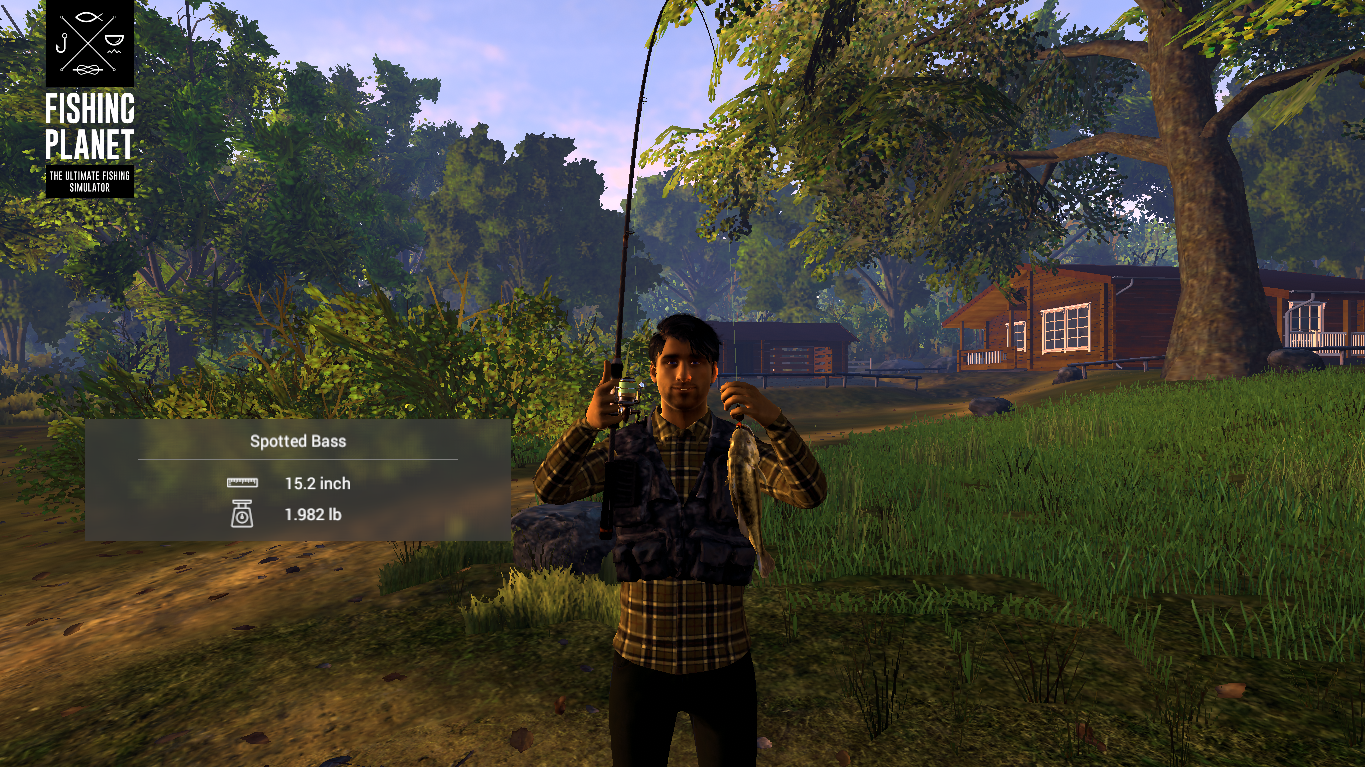 FISHING
PLANET
THE ULTIMATE FISHING
SIMULATOR
Spotted Bass
15.2 inch
1.982 lb